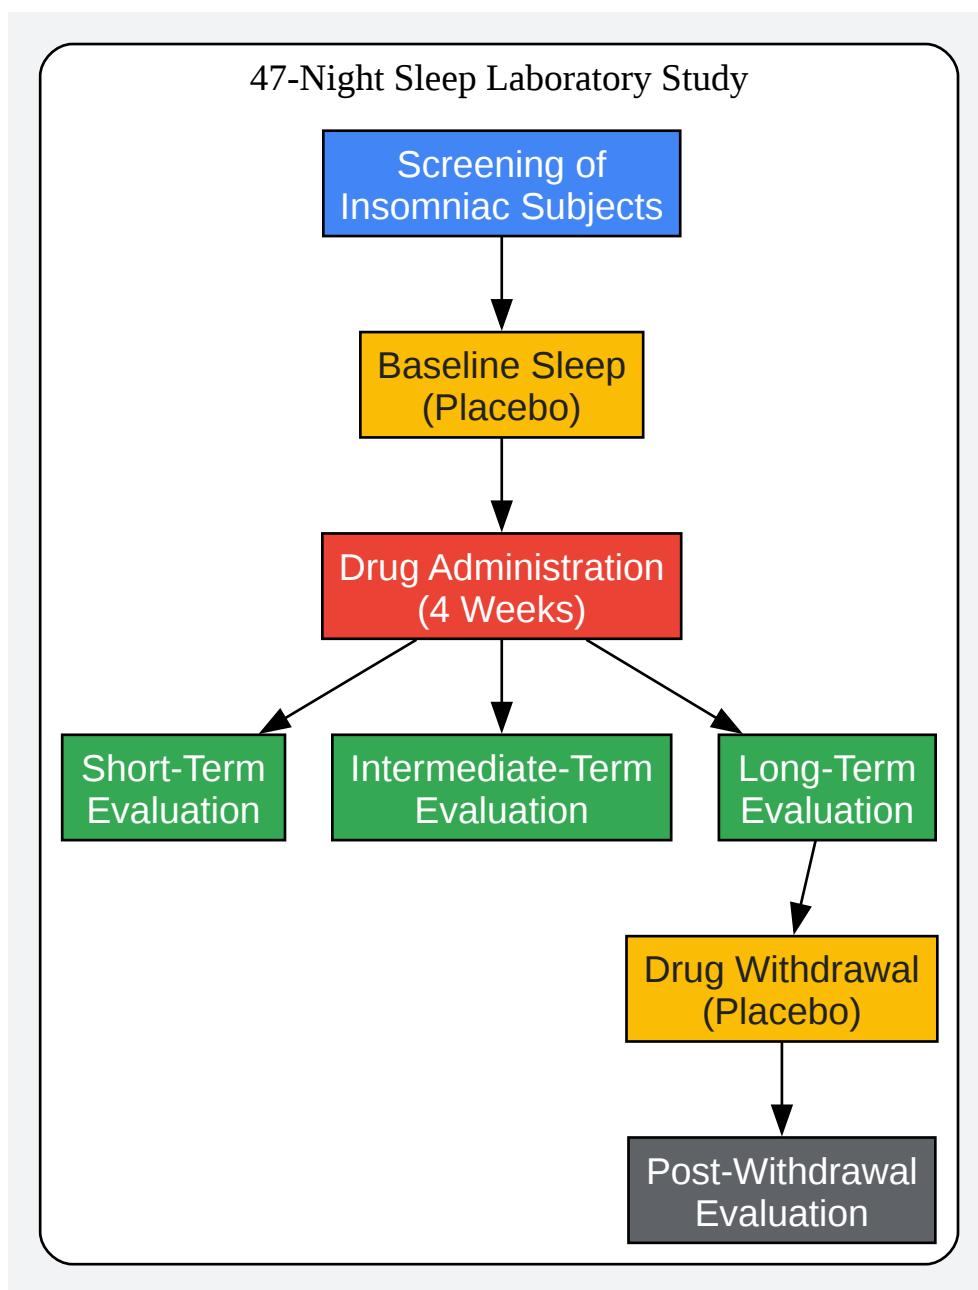 47-Night Sleep Laboratory Study
Screening of
Insomniac Subjects
Baseline Sleep
(Placebo)
Drug Administration
(4 Weeks)
Short-Term
Evaluation
Intermediate-Term
Evaluation
Long-Term
Evaluation
Drug Withdrawal
(Placebo)
Post-Withdrawal
Evaluation